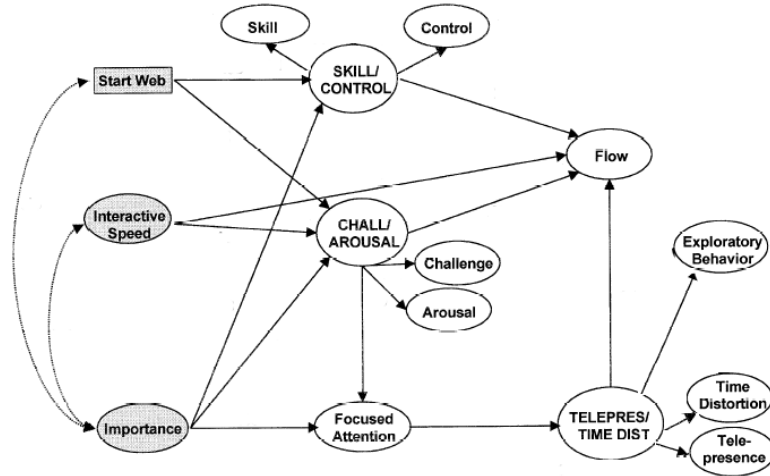 Skill
Control
Start Web
SKILL/
CONTROL
Flow
Interactive
Speed
CHALL/
AROUSAL
Exploratory
Behavior
Challenge
Arousal
Importance
Focused
Attention
TELEPRES/
TIME DIST
Time
Distortion
Tele-
presence